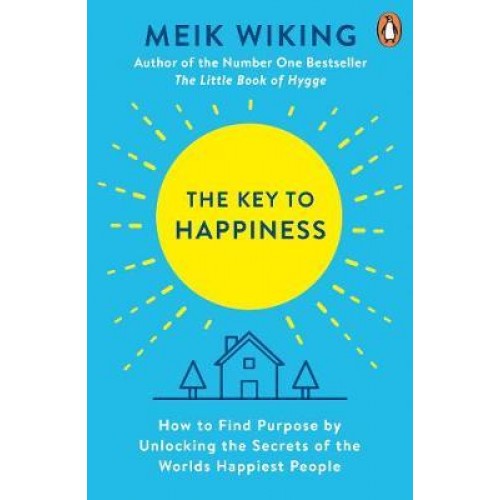 MEIK WIKING
Author of the Number One Bestseller
The Little Book of Hygge
THE KEY TO
HAPPINESS
How to Find Purpose by
Unlocking the Secrets of the
Worlds Happiest People